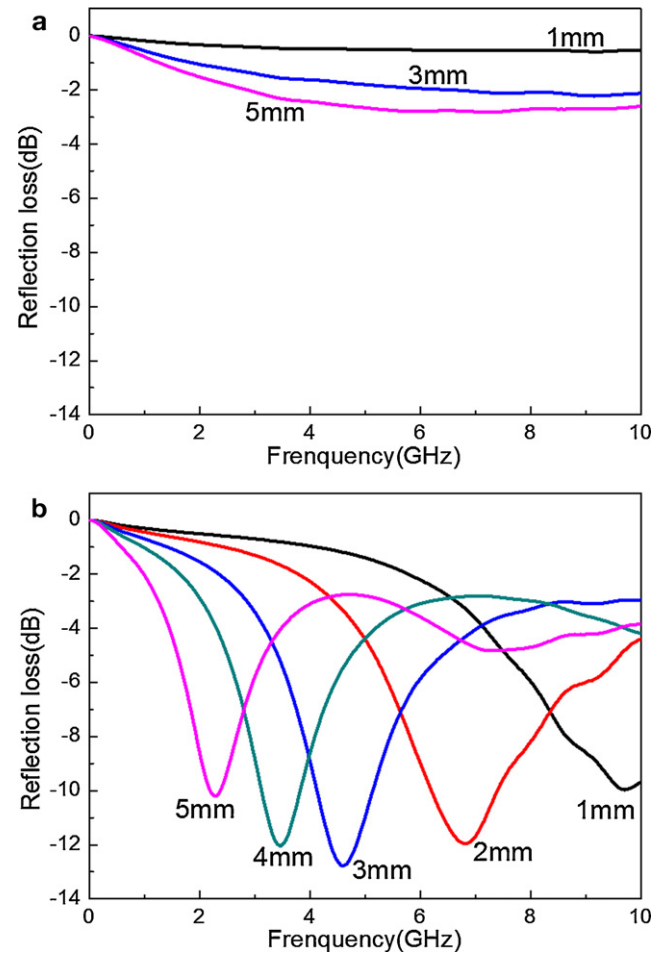 a
0
-2
-4
-6
-8
-10
-12
-14
Reflection loss(dB)
1mm
3mm
5mm
0 2 4 6 8 10
Frenquency(GHz)
b
0
-2
-4
-6
-8
-10
-12
-14
Reflection loss(dB)
5mm
4mm
3mm
2mm
1mm
0 2 4 6 8 10
Frenquency(GHz)